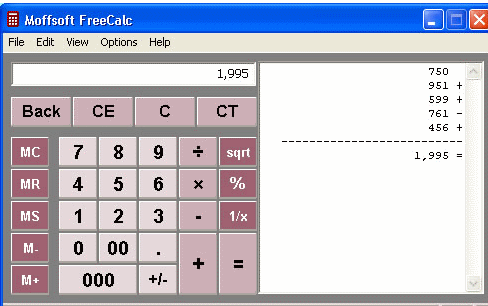 Moffsoft FreeCalc
File Edit View Options Help
1,995
Back CE C CT
MC 7 8 9 ÷ sqrt
MR 4 5 6 × %
MS 1 2 3 - 1/x
M- 0 00 .
M+ 000 +/- + =
750
951 +
599 +
761 -
456 +
1,995 =